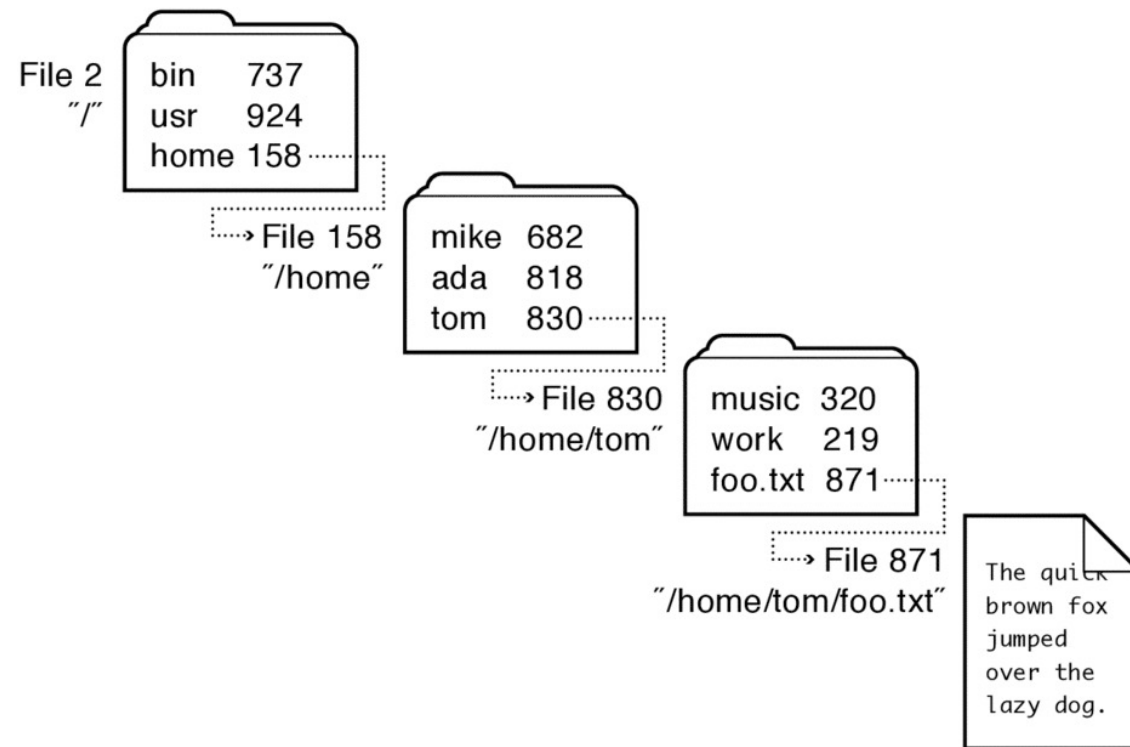 File 2
"/"
bin 737
usr 924
home 158
File 158
"/home"
mike 682
ada 818
tom 830
File 830
"/home/tom"
music 320
work 219
foo.txt 871
File 871
"/home/tom/foo.txt"
The quick
brown fox
jumped
over the
lazy dog.